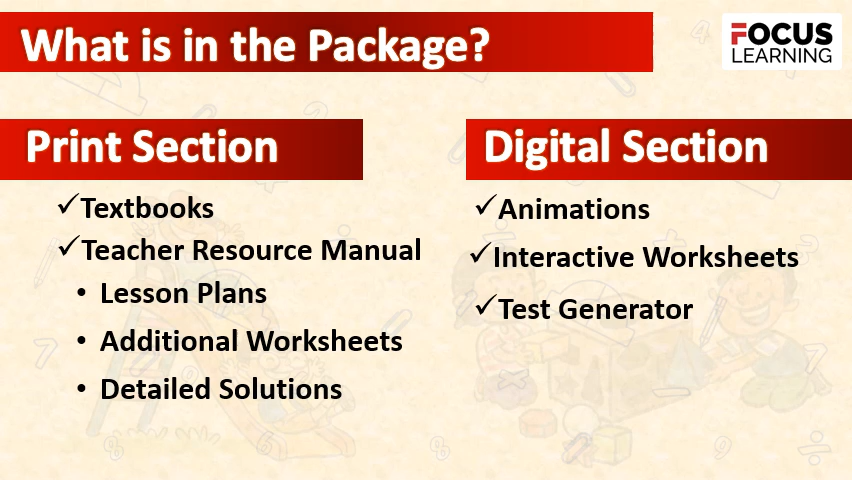 What is in the Package?
FOCUS
LEARNING
Print Section
✓Textbooks
✓Teacher Resource Manual
• Lesson Plans
• Additional Worksheets
• Detailed Solutions
Digital Section
✓Animations
✓Interactive Worksheets
✓Test Generator